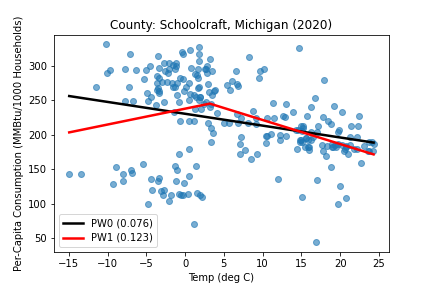 County: Schoolcraft, Michigan (2020)
Per-Capita Consumption (MMBtu/1000 Households)
300
250
200
150
100
50
PW0 (0.076)
PW1 (0.123)
−15 −10 −5 0 5 10 15 20 25
Temp (deg C)